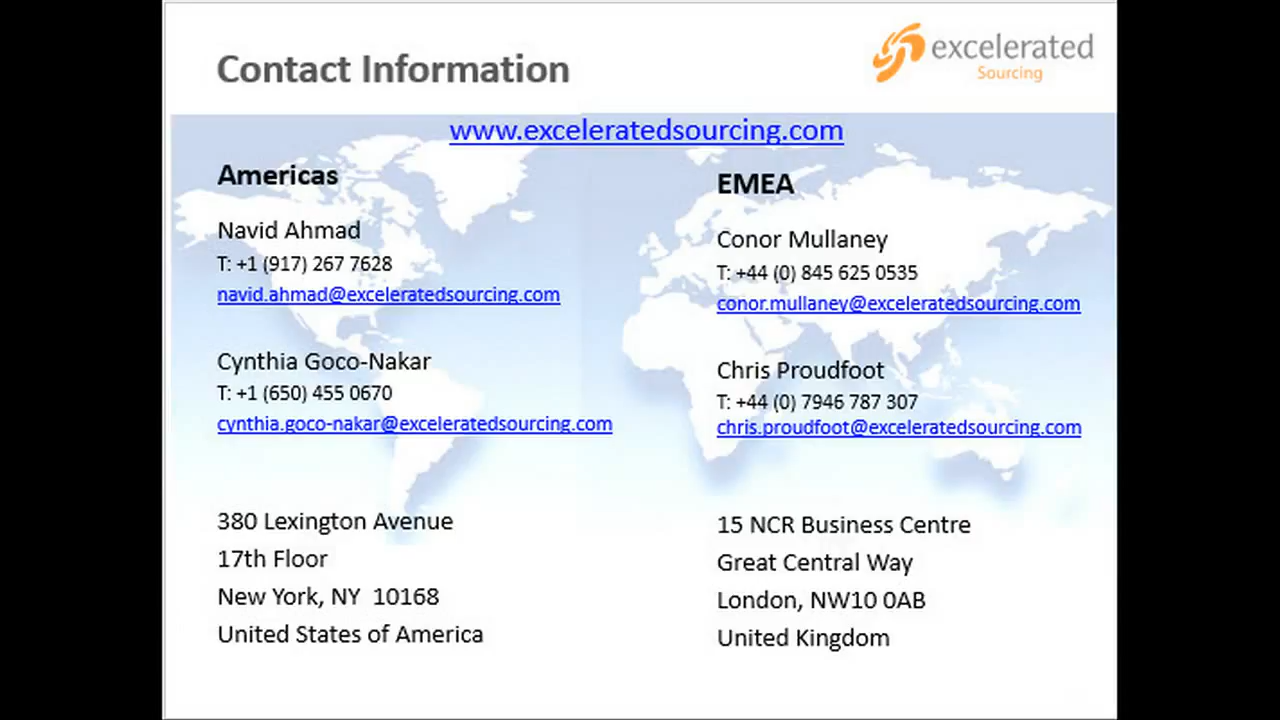 Contact Information
excelerated
Sourcing
www.exceleratedsourcing.com
Americas
Navid Ahmad
T: +1 (917) 267 7628
navid.ahmad@exceleratedsourcing.com
Cynthia Goco-Nakar
T: +1 (650) 455 0670
cynthia.goco-nakar@exceleratedsourcing.com
380 Lexington Avenue
17th Floor
New York, NY  10168
United States of America
EMEA
Conor Mullaney
T: +44 (0) 845 625 0535
conor.mullaney@exceleratedsourcing.com
Chris Proudfoot
T: +44 (0) 7946 787 307
chris.proudfoot@exceleratedsourcing.com
15 NCR Business Centre
Great Central Way
London, NW10 0AB
United Kingdom